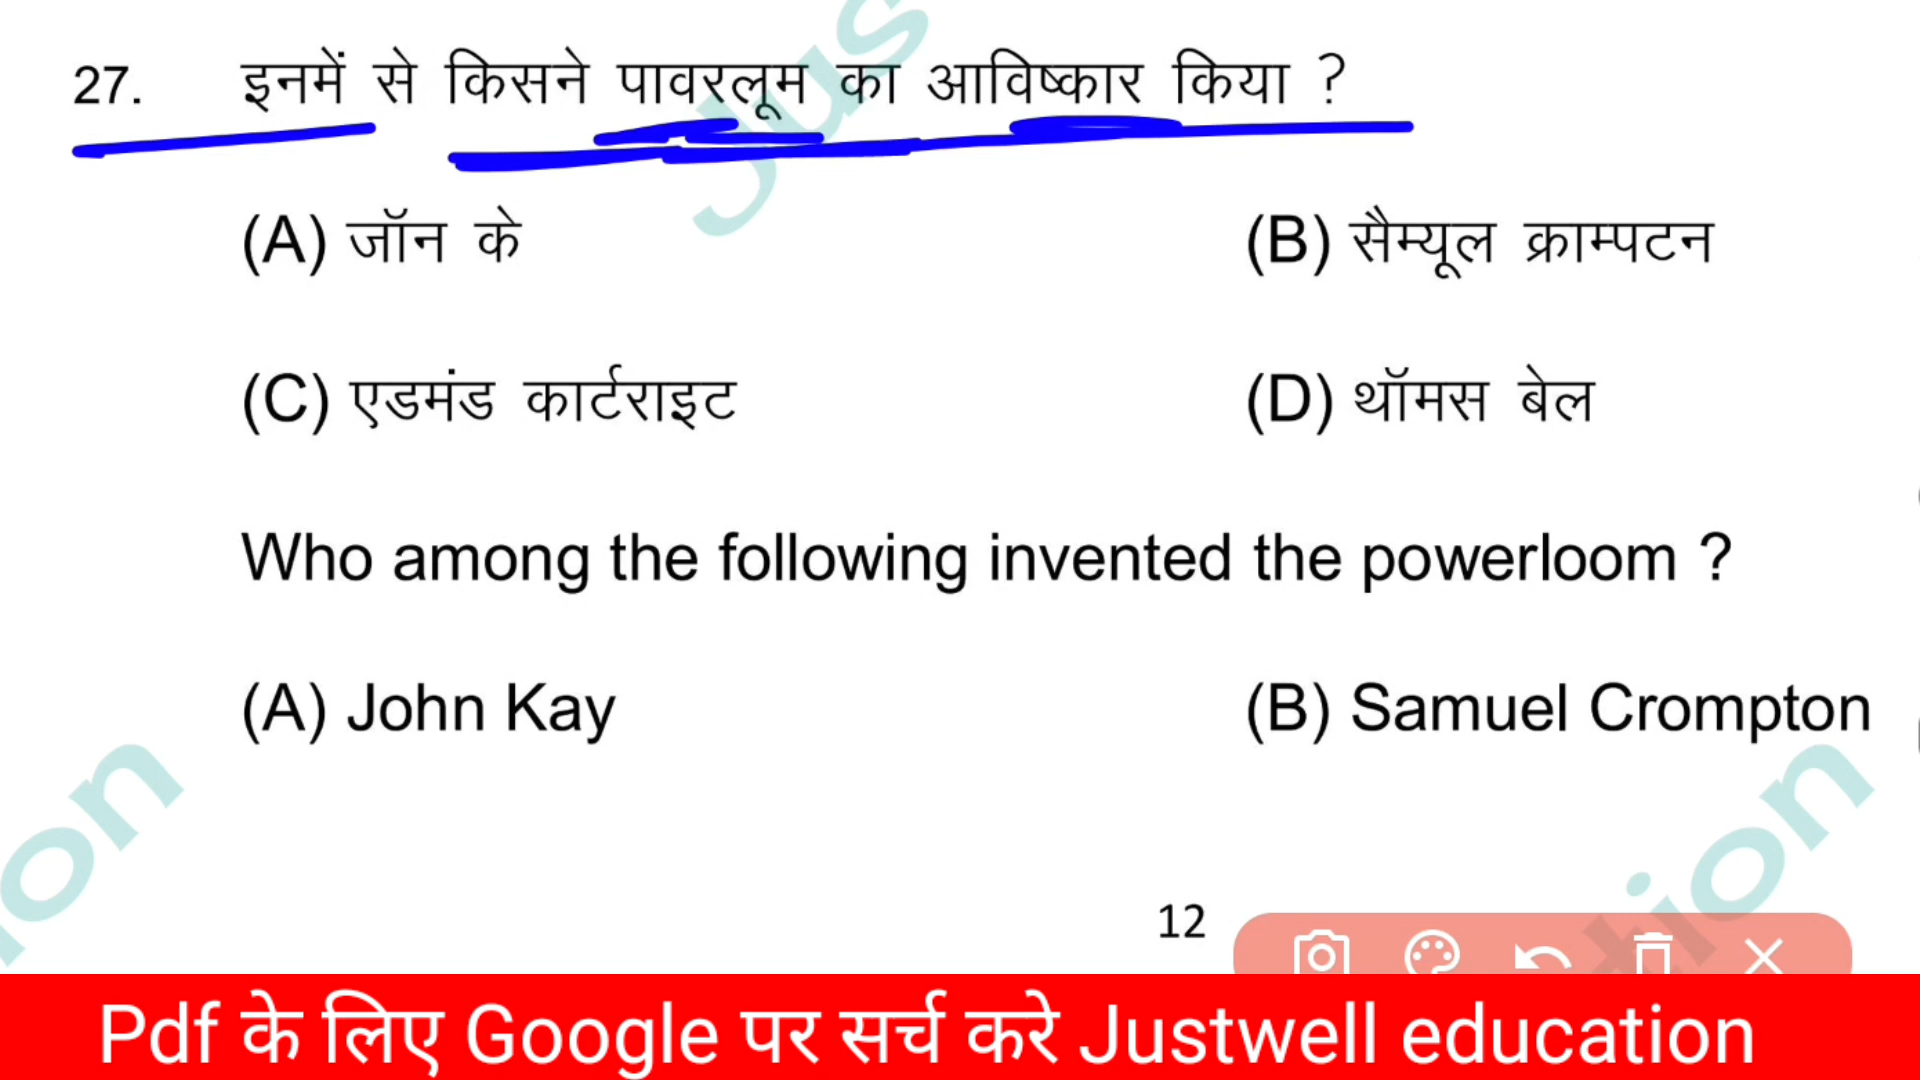 27. इनमें से किसने पावरलूम का आविष्कार किया ?
(A) जॉन के (B) सैम्यूल क्राम्पटन
(C) एडमंड कार्टराइट (D) थॉमस बेल
Who among the following invented the powerloom ?
(A) John Kay (B) Samuel Crompton
12
Pdf के लिए Google पर सर्च करे Justwell education